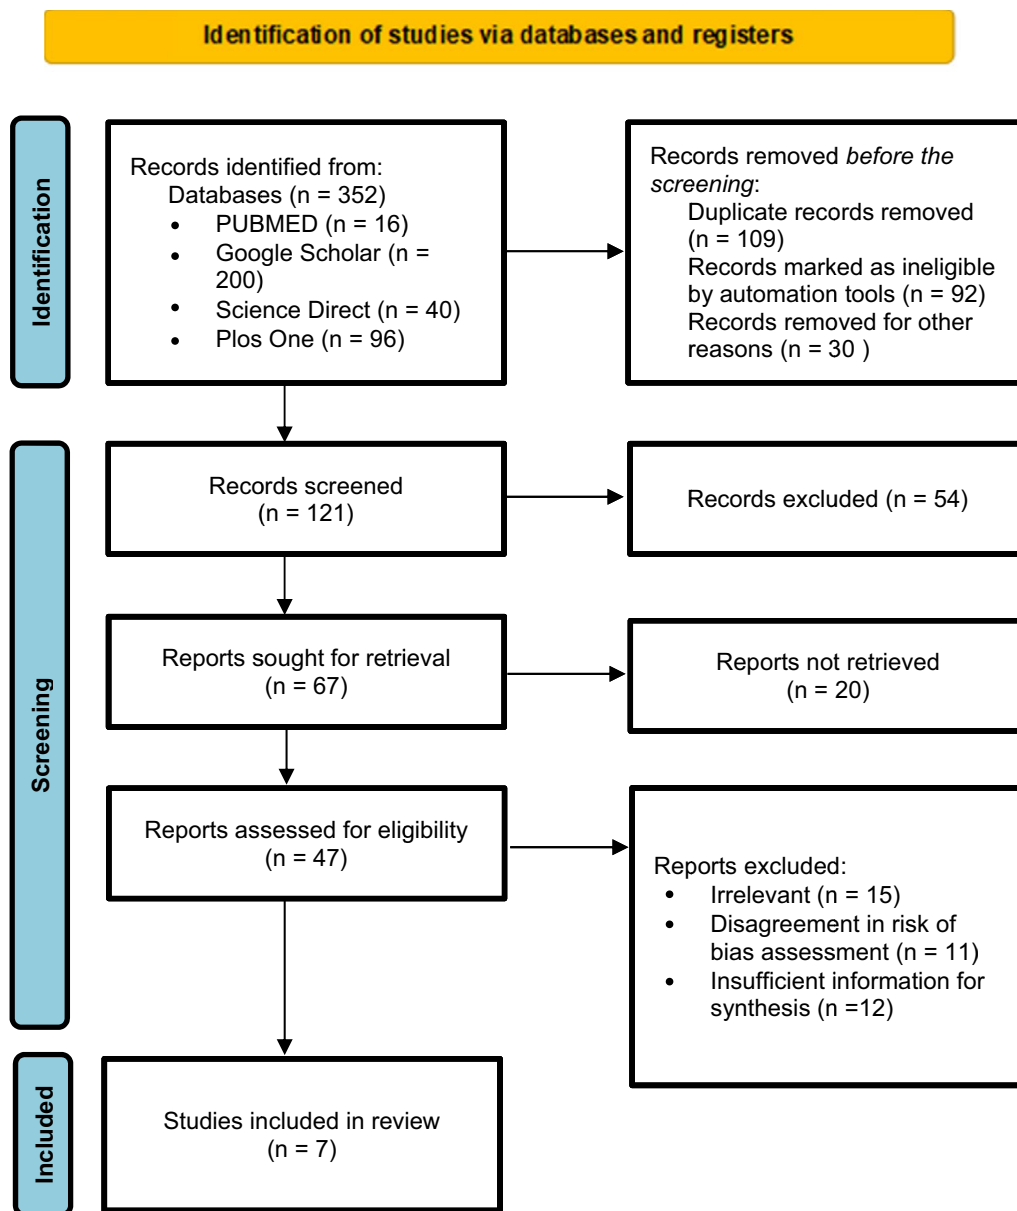 Identification of studies via databases and registers
Identification
Records identified from:
Databases (n = 352)
• PUBMED (n = 16)
• Google Scholar (n =
200)
• Science Direct (n = 40)
• Plos One (n = 96)
Records removed before the
screening:
Duplicate records removed
(n = 109)
Records marked as ineligible
by automation tools (n = 92)
Records removed for other
reasons (n = 30 )
Screening
Records screened
(n = 121)
Records excluded (n = 54)
Reports sought for retrieval
(n = 67)
Reports not retrieved
(n = 20)
Reports assessed for eligibility
(n = 47)
Reports excluded:
• Irrelevant (n = 15)
• Disagreement in risk of
bias assessment (n = 11)
• Insufficient information for
synthesis (n =12)
Included
Studies included in review
(n = 7)